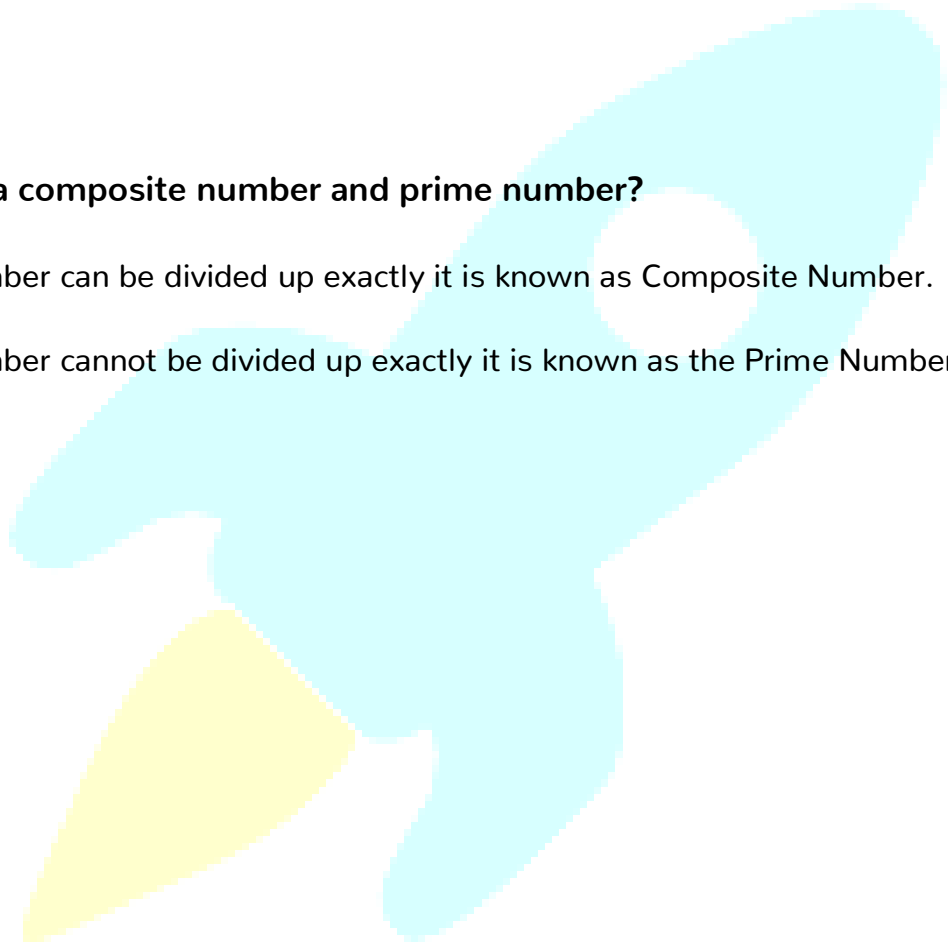 a composite number and prime number?
ber can be divided up exactly it is known as Composite Number.
ber cannot be divided up exactly it is known as the Prime Number